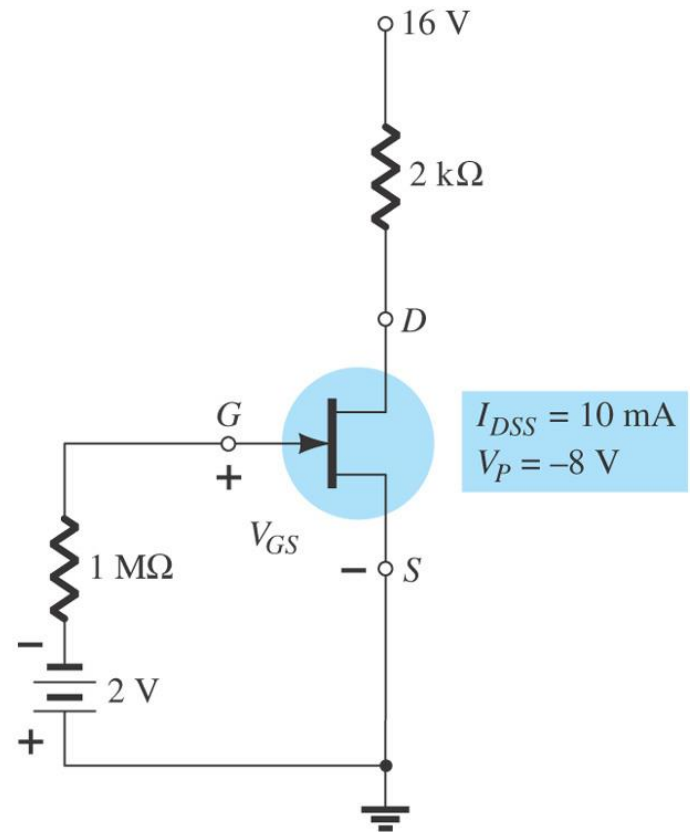 16 V
2 kΩ
D
G
+
I_DSS = 10 mA
V_P = –8 V
V_GS
– S
1 MΩ
–
2 V
+